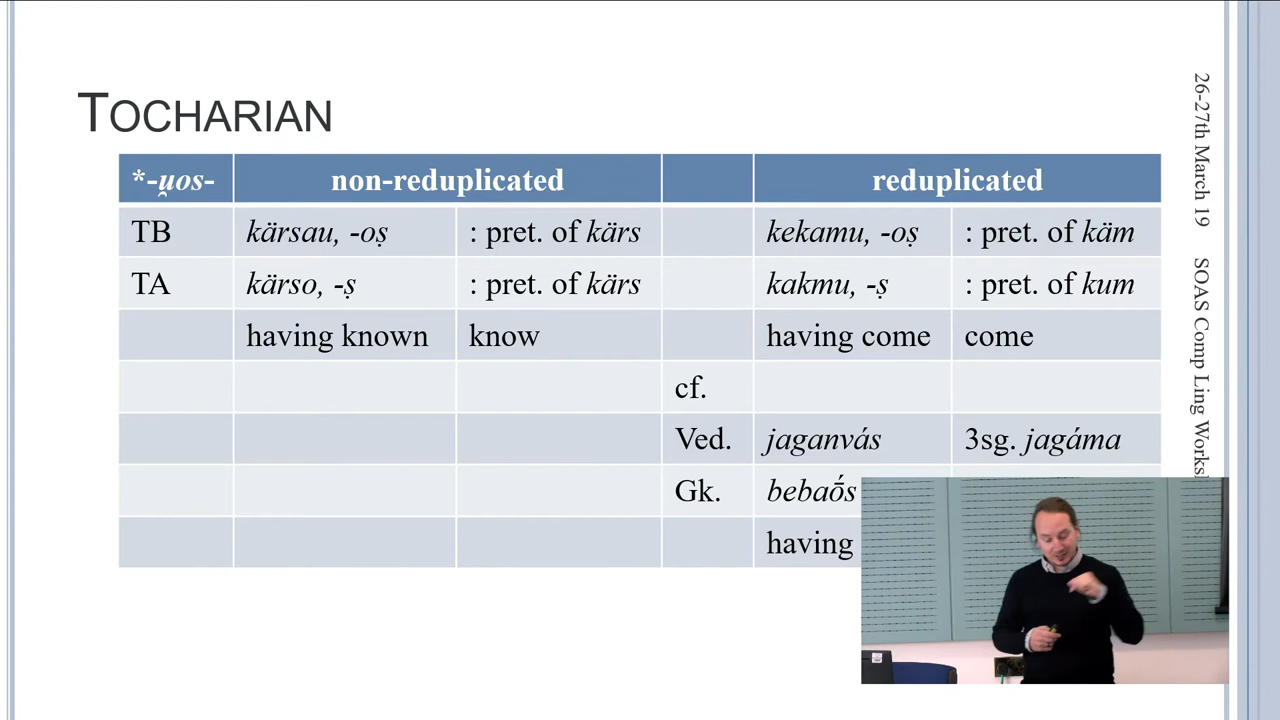 TOCHARIAN
*-u̯os- non-reduplicated reduplicated
TB kärsau, -oṣ : pret. of kärs kekamu, -oṣ : pret. of käm
TA kärso, -ṣ : pret. of kärs kakmu, -ṣ : pret. of kum
having known know having come come
cf.
Ved. jaganvás 3sg. jagáma
Gk. bebaṓs
having
26-27th March 19 SOAS Comp Ling